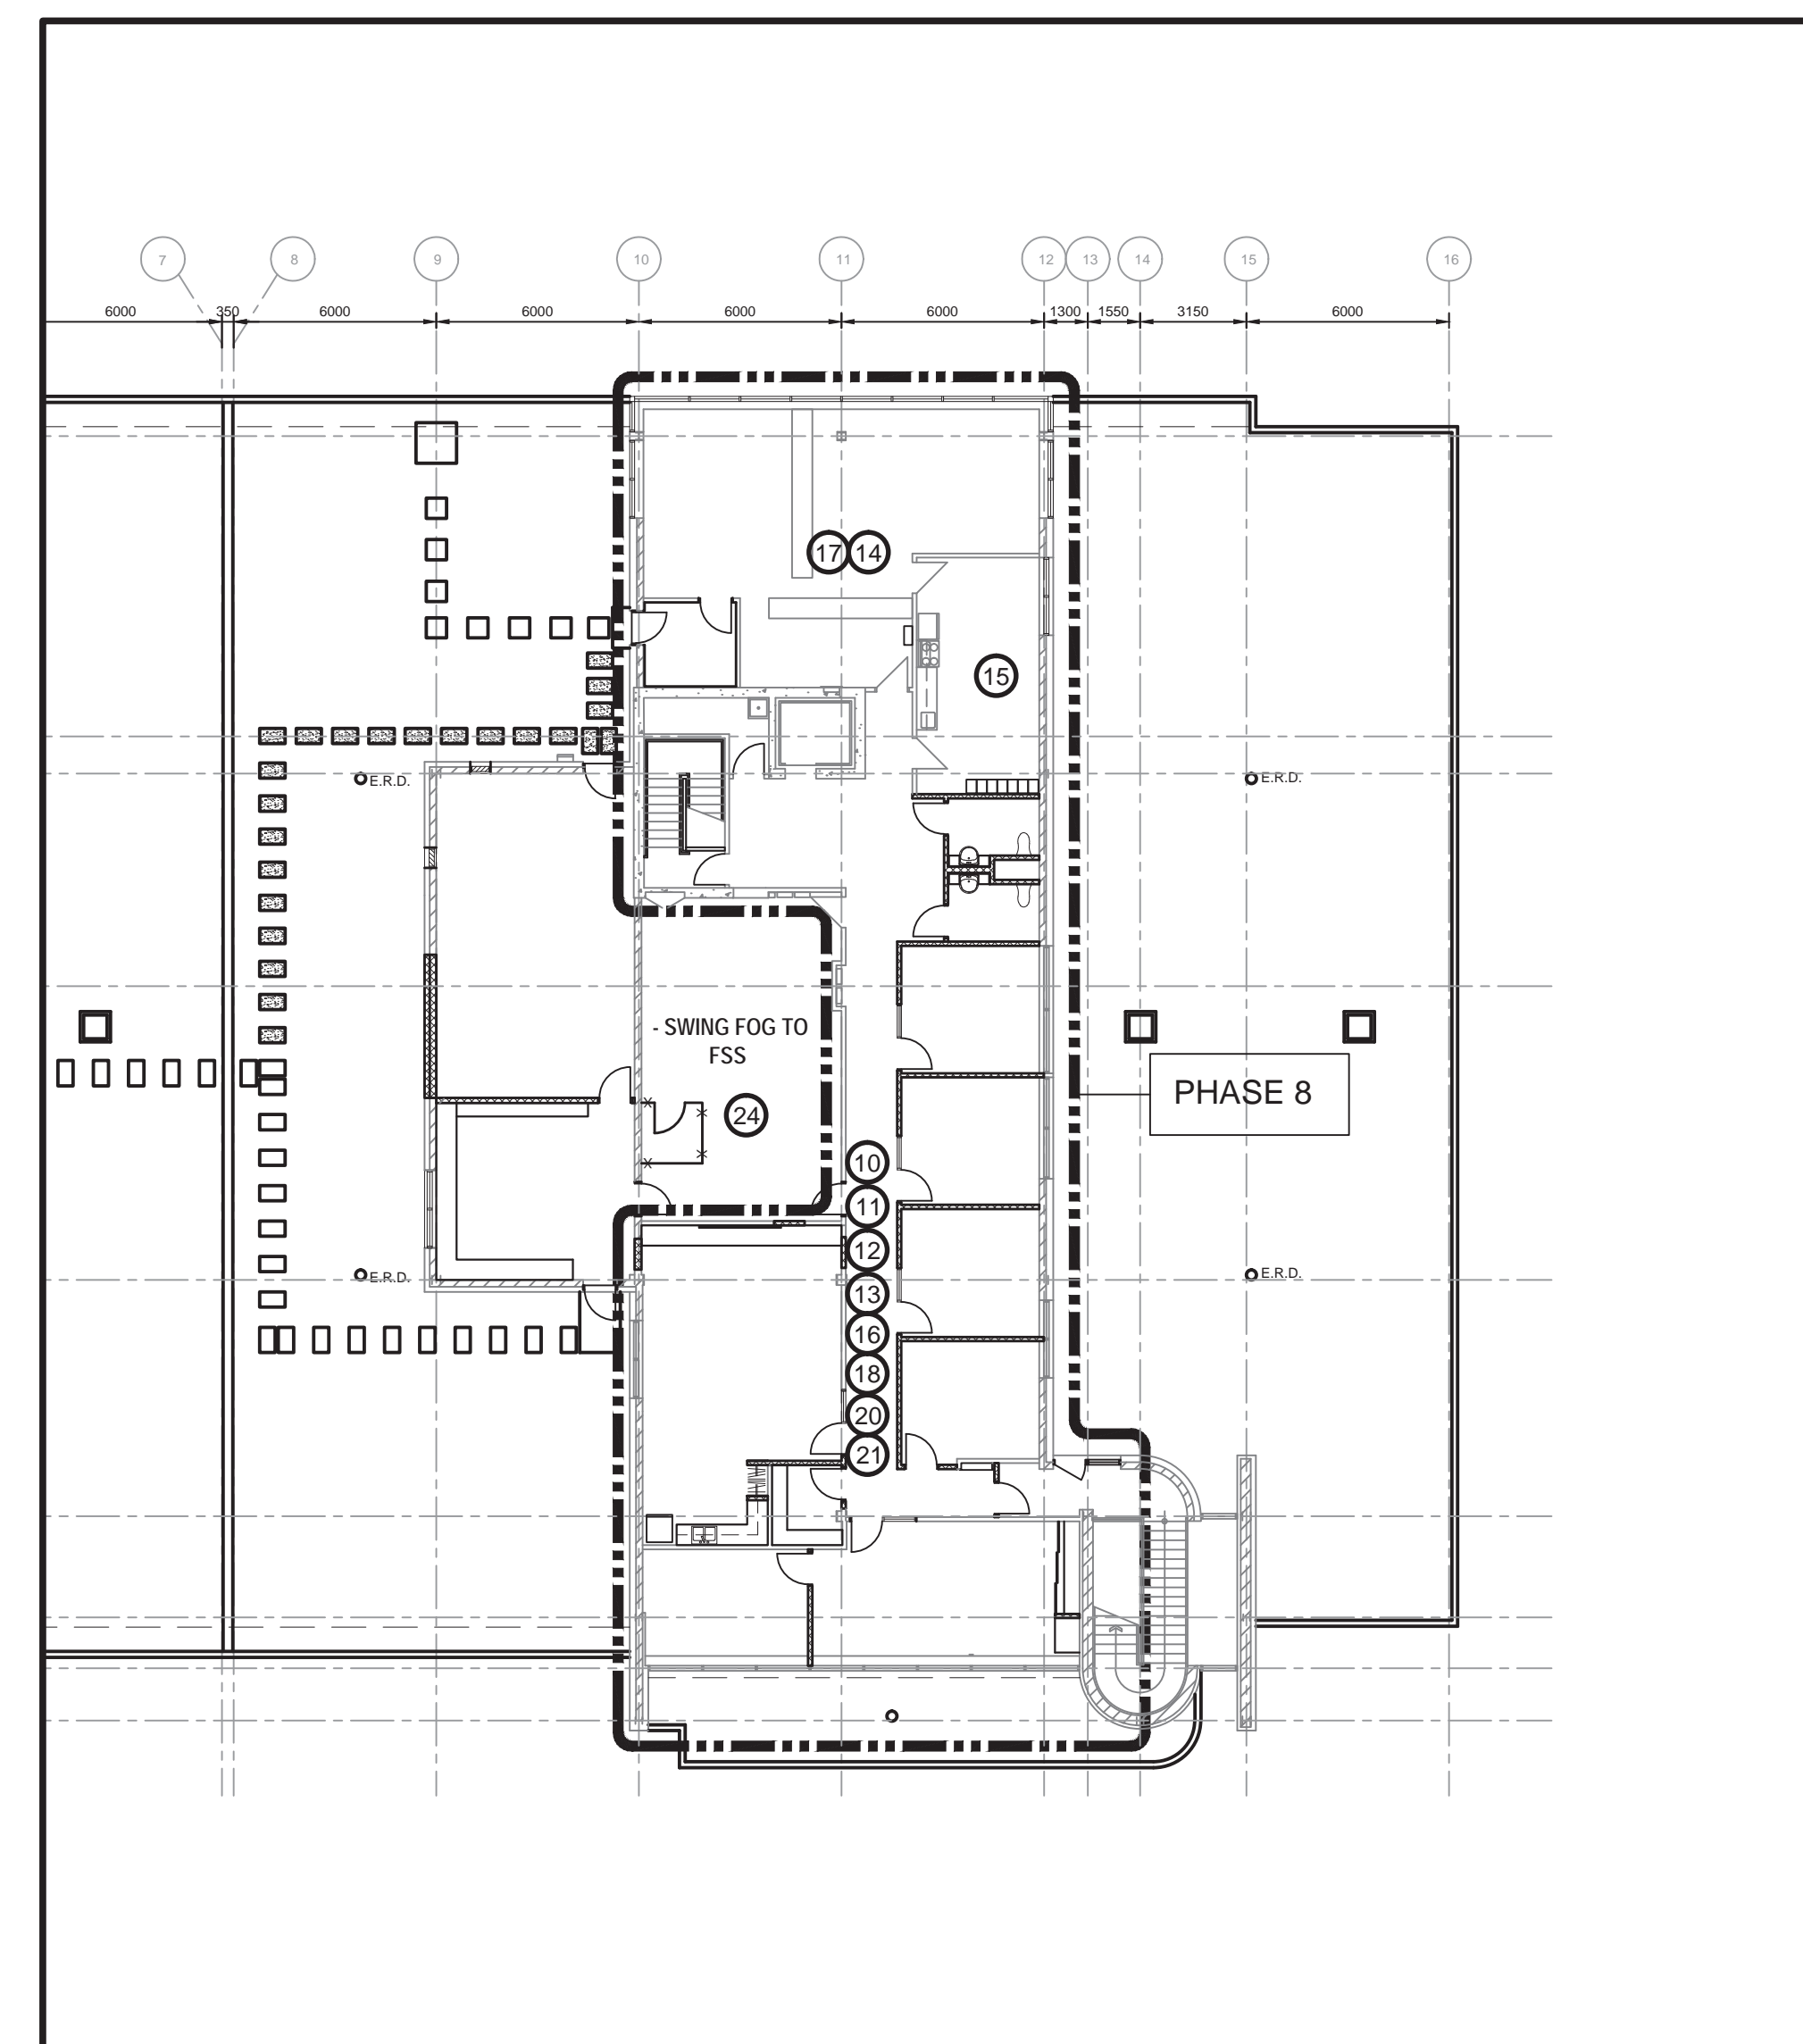 7 8 9 10 11 12 13 14 15 16
6000 350 6000 6000 6000 6000 1300 1550 3150 6000
17 14
15
E.R.D. E.R.D.
- SWING FOG TO
FSS
PHASE 8
24
10
11
12
13
16
18
20
21
E.R.D. E.R.D.